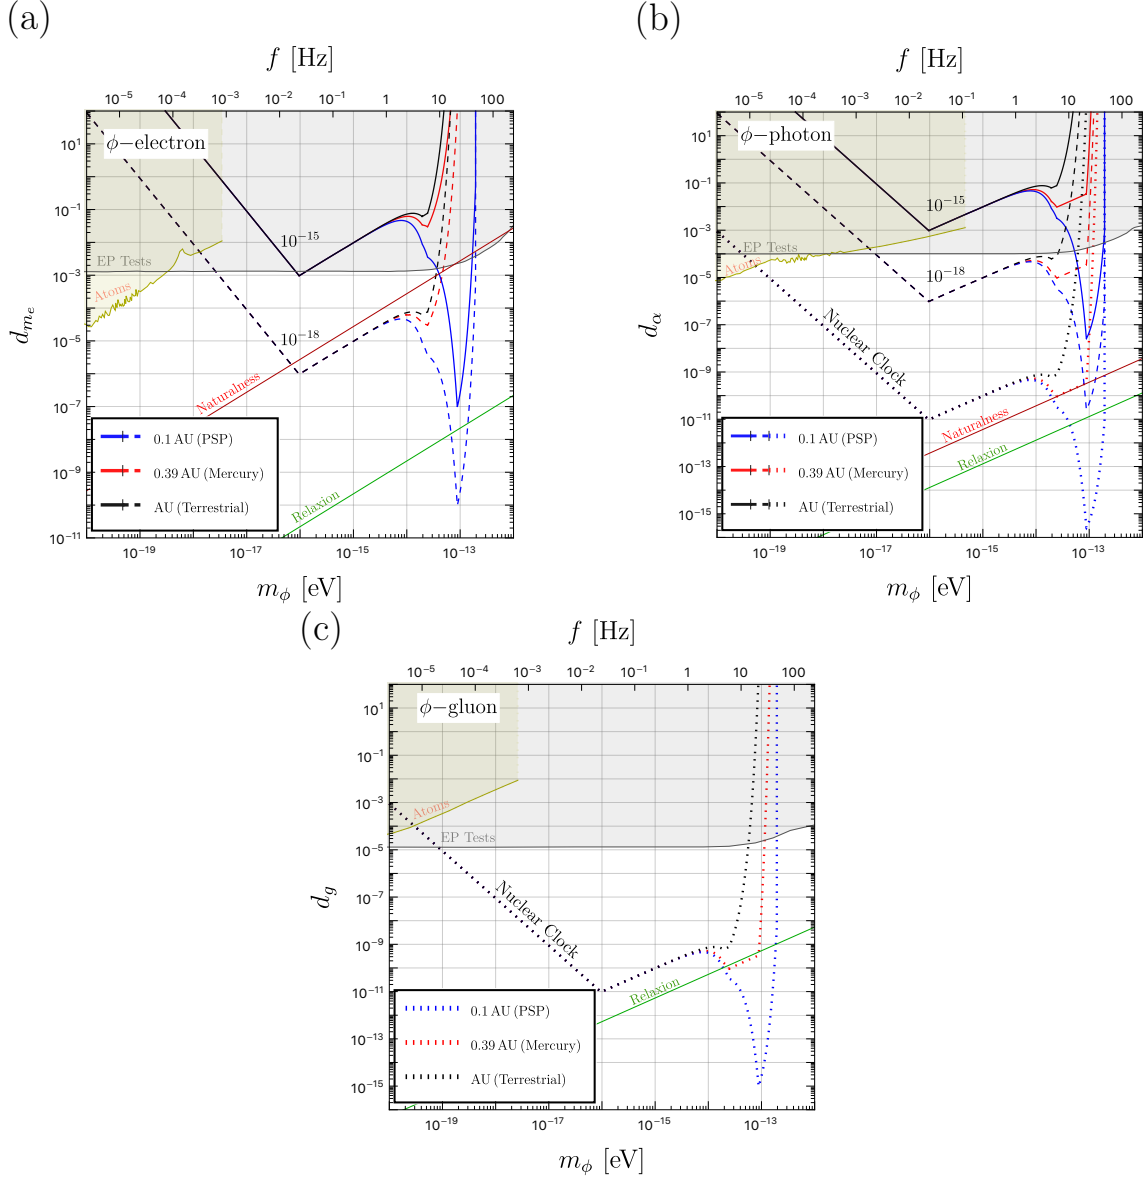 (a)
f [Hz]
10⁻⁵ 10⁻⁴ 10⁻³ 10⁻² 10⁻¹ 1 10 100
ϕ−electron
10⁻¹⁵
EP Tests
Atoms
10⁻¹⁸
Naturalness
Relaxion
0.1 AU (PSP)
0.39 AU (Mercury)
AU (Terrestrial)
10¹
10⁻¹
10⁻³
10⁻⁵
10⁻⁷
10⁻⁹
10⁻¹¹
d_{m_e}
10⁻¹⁹ 10⁻¹⁷ 10⁻¹⁵ 10⁻¹³
m_ϕ [eV]
(b)
f [Hz]
10⁻⁵ 10⁻⁴ 10⁻³ 10⁻² 10⁻¹ 1 10 100
ϕ−photon
10⁻¹⁵
EP Tests
Atoms
10⁻¹⁸
Nuclear Clock
Naturalness
Relaxion
0.1 AU (PSP)
0.39 AU (Mercury)
AU (Terrestrial)
10¹
10⁻¹
10⁻³
10⁻⁵
10⁻⁷
10⁻⁹
10⁻¹¹
10⁻¹³
10⁻¹⁵
d_α
10⁻¹⁹ 10⁻¹⁷ 10⁻¹⁵ 10⁻¹³
m_ϕ [eV]
(c)
f [Hz]
10⁻⁵ 10⁻⁴ 10⁻³ 10⁻² 10⁻¹ 1 10 100
ϕ−gluon
Atoms
EP Tests
Nuclear Clock
Relaxion
0.1 AU (PSP)
0.39 AU (Mercury)
AU (Terrestrial)
10¹
10⁻¹
10⁻³
10⁻⁵
10⁻⁷
10⁻⁹
10⁻¹¹
10⁻¹³
10⁻¹⁵
d_g
10⁻¹⁹ 10⁻¹⁷ 10⁻¹⁵ 10⁻¹³
m_ϕ [eV]